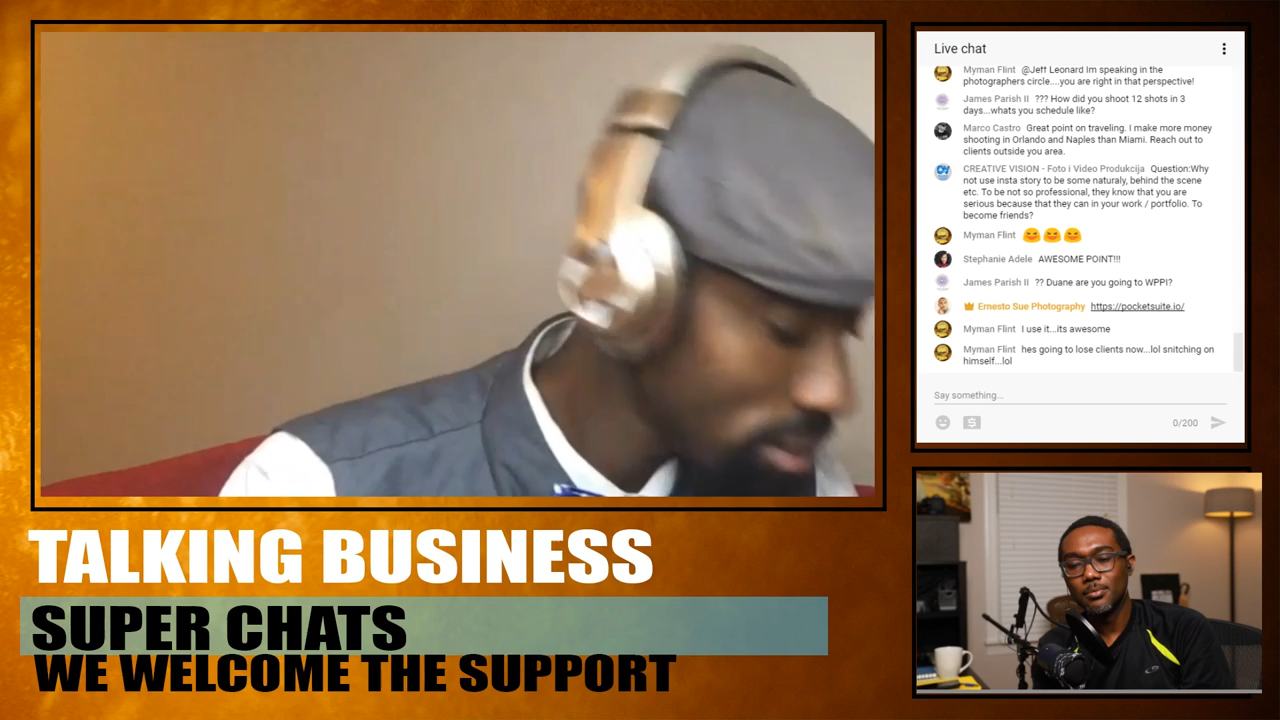 TALKING BUSINESS
SUPER CHATS
WE WELCOME THE SUPPORT
Live chat
Myman Flint @Jeff Leonard Im speaking in the
photographers circle....you are right in that perspective!
James Parish II ??? How did you shoot 12 shots in 3
days...whats you schedule like?
Marco Castro Great point on traveling. I make more money
shooting in Orlando and Naples than Miami. Reach out to
clients outside you area.
CREATIVE VISION - Foto i Video Produkcija Question:Why
not use insta story to be some naturaly, behind the scene
etc. To be not so professional, they know that you are
serious because that they can in your work / portfolio. To
become friends?
Myman Flint
Stephanie Adele AWESOME POINT!!!
James Parish II ?? Duane are you going to WPPI?
Ernesto Sue Photography https://pocketsuite.io/
Myman Flint I use it...its awesome
Myman Flint hes going to lose clients now...lol snitching on
himself...lol
Say something...
0/200